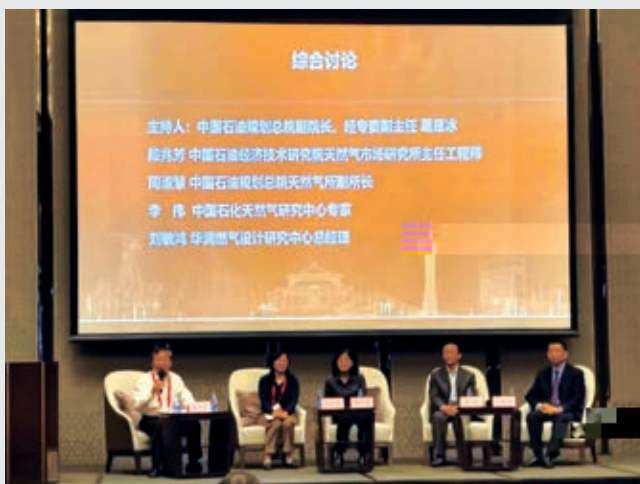 综合讨论
主持人：中国石油规划总院副院长、经专委副主任
段兆芳 中国石油经济技术研究院天然气市场研究所主任工程师
周淑慧 中国石油规划总院天然气所副所长
李 伟 中国石化天然气研究中心专家
刘敏鸿 华润燃气设计研究中心总经理